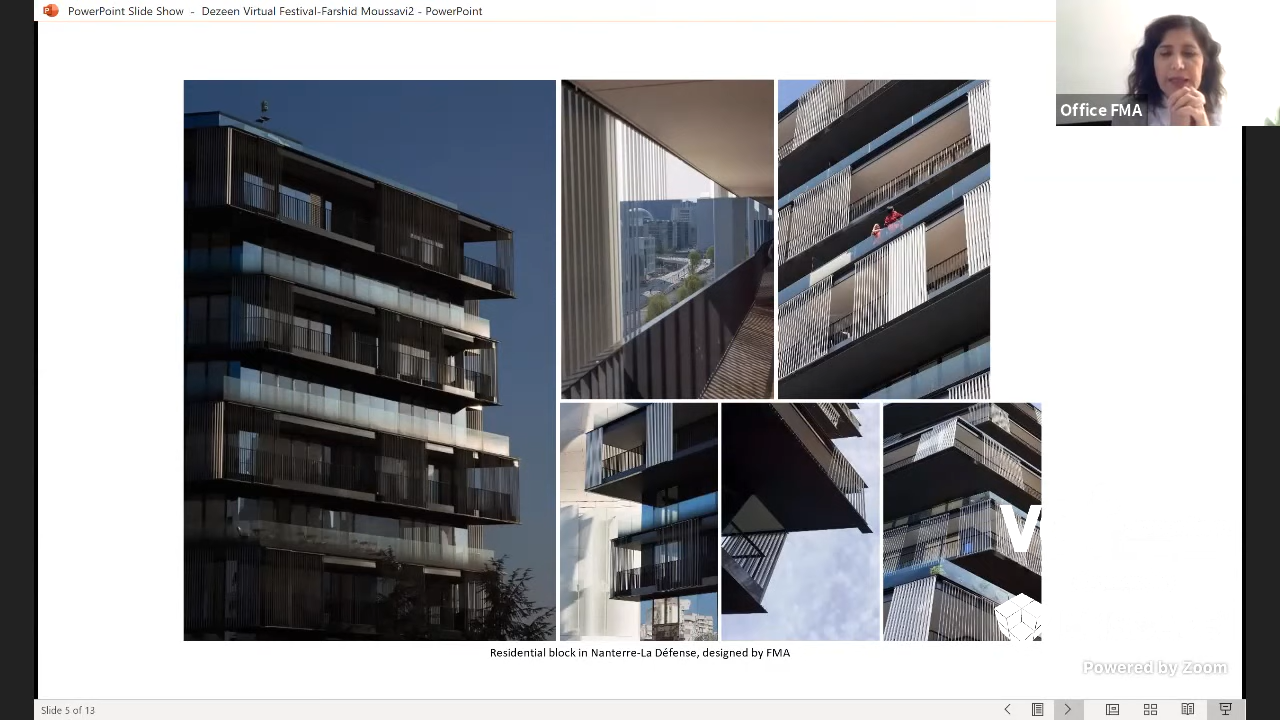 PowerPoint Slide Show - Dezeen Virtual Festival-Farshid Moussavi2 - PowerPoint
Office FMA
V
Residential block in Nanterre-La Défense, designed by FMA
Powered by Zoom
Slide 5 of 13